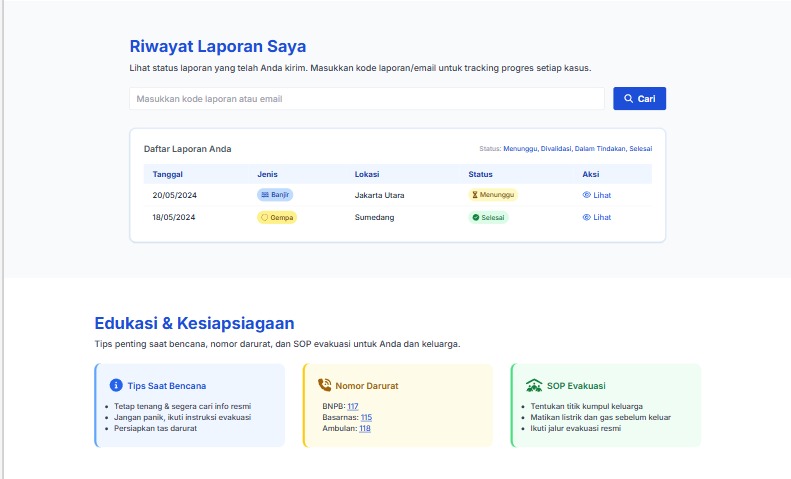 Riwayat Laporan Saya
Lihat status laporan yang telah Anda kirim. Masukkan kode laporan/email untuk tracking progres setiap kasus.
Masukkan kode laporan atau email
Cari
Daftar Laporan Anda
Status: Menunggu, Divalidasi, Dalam Tindakan, Selesai
Tanggal Jenis Lokasi Status Aksi
20/05/2024 Banjir Jakarta Utara Menunggu Lihat
18/05/2024 Gempa Sumedang Selesai Lihat
Edukasi & Kesiapsiagaan
Tips penting saat bencana, nomor darurat, dan SOP evakuasi untuk Anda dan keluarga.
Tips Saat Bencana
Tetap tenang & segera cari info resmi
Jangan panik, ikuti instruksi evakuasi
Persiapkan tas darurat
Nomor Darurat
BNPB: 117
Basarnas: 115
Ambulan: 118
SOP Evakuasi
Tentukan titik kumpul keluarga
Matikan listrik dan gas sebelum keluar
Ikuti jalur evakuasi resmi